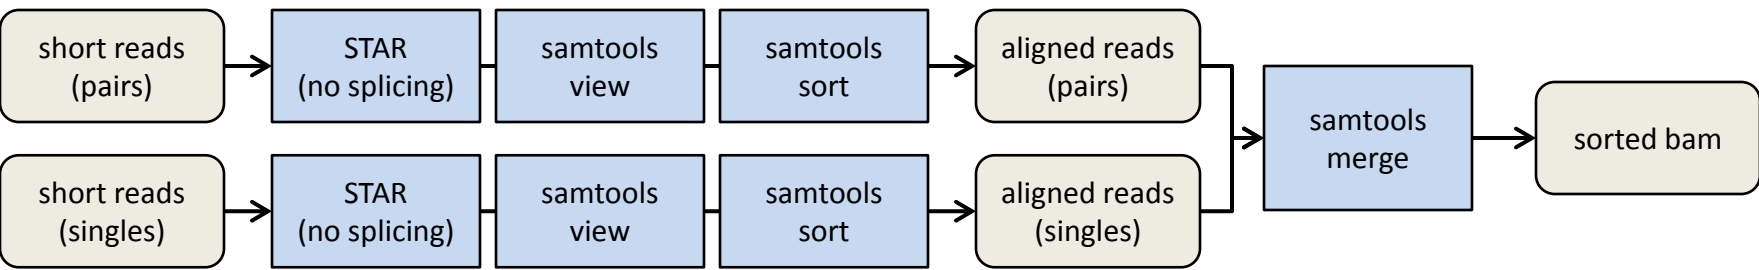 short reads
(pairs)
STAR
(no splicing)
samtools
view
samtools
sort
aligned reads
(pairs)
short reads
(singles)
STAR
(no splicing)
samtools
view
samtools
sort
aligned reads
(singles)
samtools
merge
sorted bam